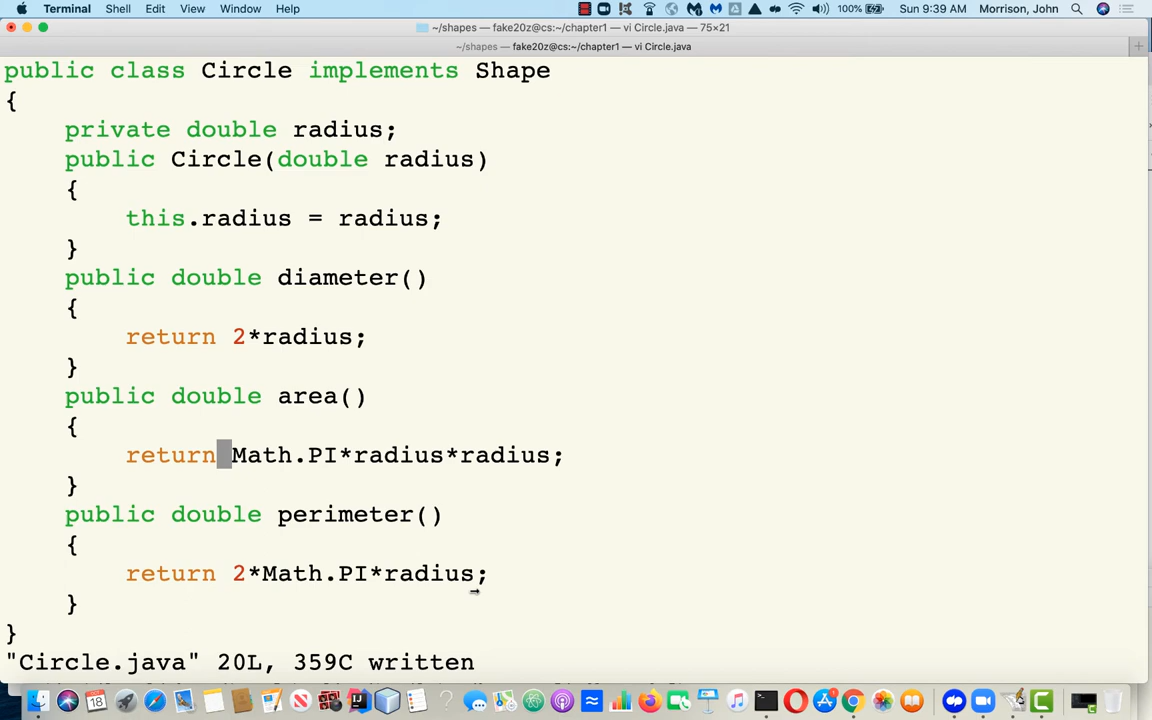 Terminal Shell Edit View Window Help 100% Sun 9:39 AM Morrison, John
~/shapes — fake20z@cs:~/chapter1 — vi Circle.java — 75×21
~/shapes — fake20z@cs:~/chapter1 — vi Circle.java
public class Circle implements Shape
{
    private double radius;
    public Circle(double radius)
    {
        this.radius = radius;
    }
    public double diameter()
    {
        return 2*radius;
    }
    public double area()
    {
        return Math.PI*radius*radius;
    }
    public double perimeter()
    {
        return 2*Math.PI*radius;
    }
}
"Circle.java" 20L, 359C written